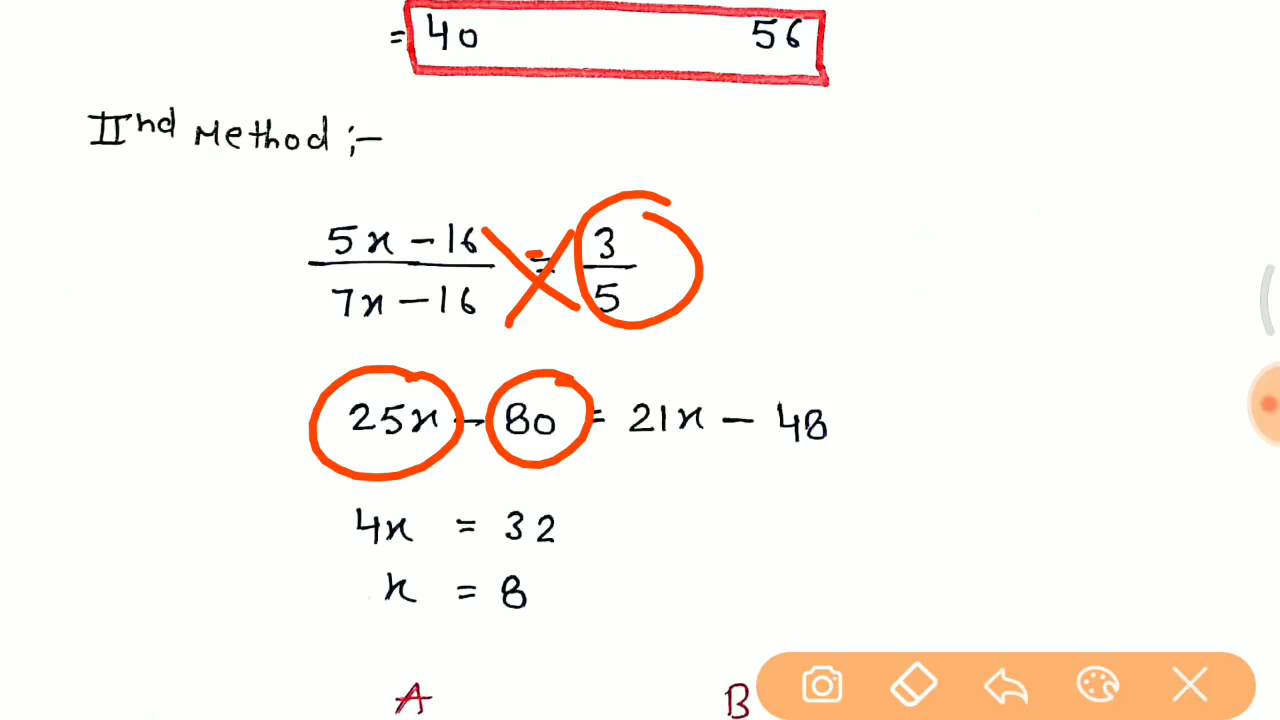 = 40 56
IInd Method :-
5x - 16 / 7x - 16 = 3 / 5
25x - 80 = 21x - 48
4x = 32
x = 8
A B